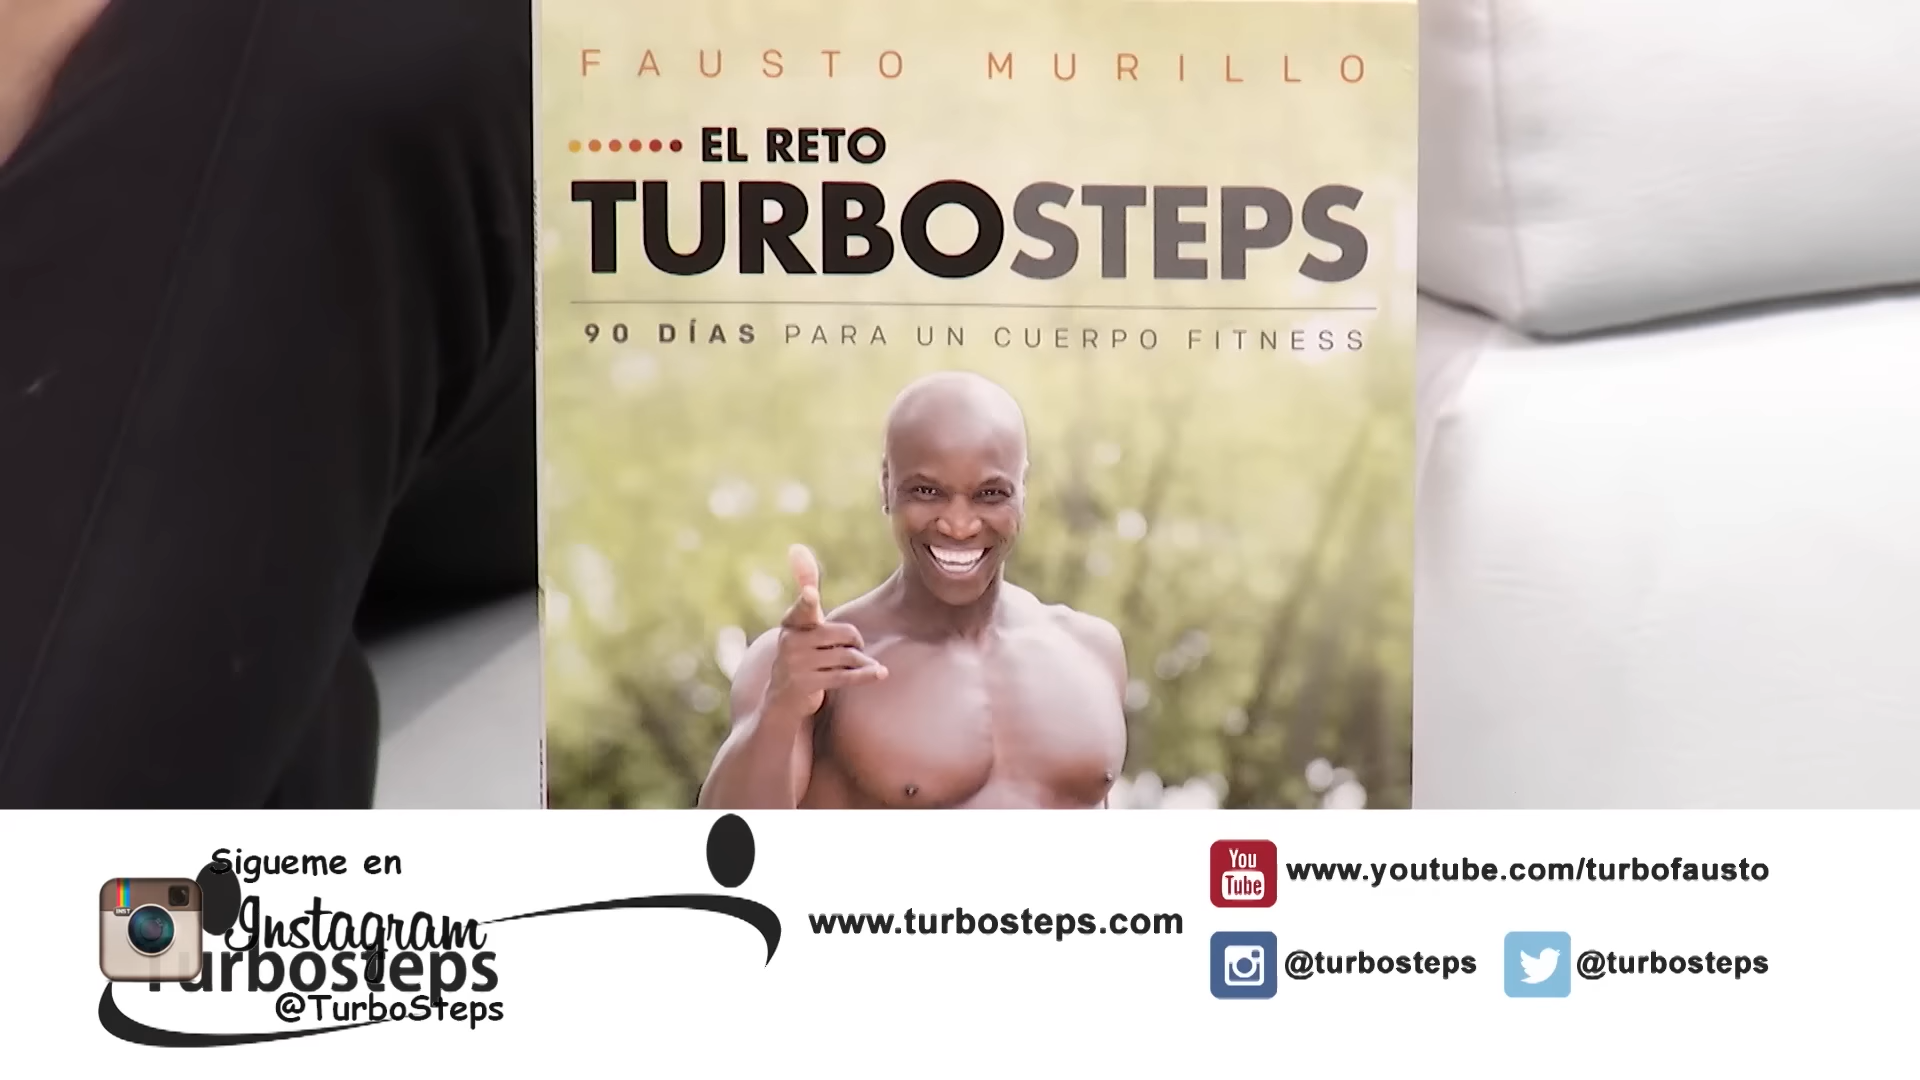 FAUSTO MURILLO
EL RETO
TURBOSTEPS
90 DÍAS PARA UN CUERPO FITNESS
Sigueme en
Instagram
Turbosteps
@TurboSteps
www.turbosteps.com
You
Tube
www.youtube.com/turbofausto
@turbosteps
@turbosteps